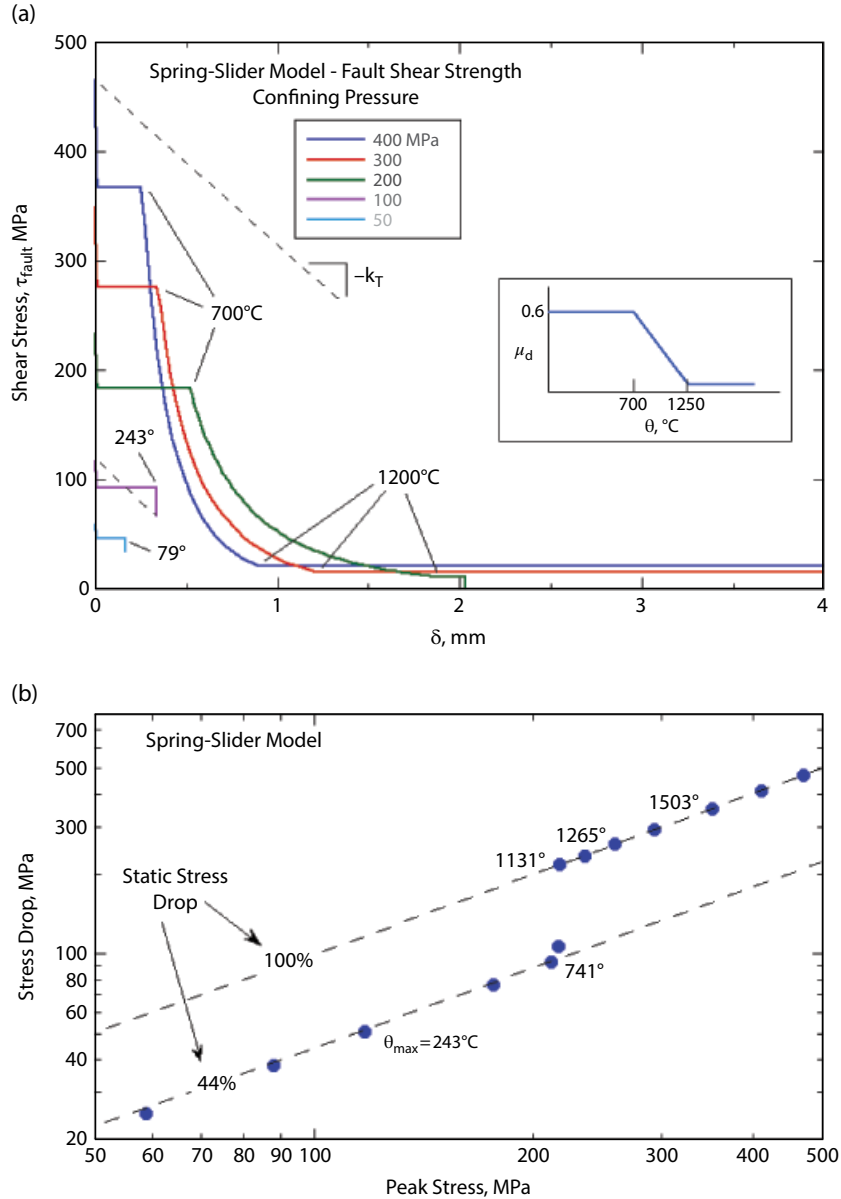 (a)
500
400
300
200
100
0
Shear Stress, τfault MPa
Spring-Slider Model - Fault Shear Strength
Confining Pressure
400 MPa
300
200
100
50
–kT
700°C
243°
79°
1200°C
0.6
μd
700
1250
θ, °C
0
1
2
3
4
δ, mm
(b)
700
500
300
100
80
60
40
20
Stress Drop, MPa
Spring-Slider Model
Static Stress
Drop
100%
44%
1131°
1265°
1503°
741°
θmax=243°C
50
60
70
80
90
100
200
300
400
500
Peak Stress, MPa